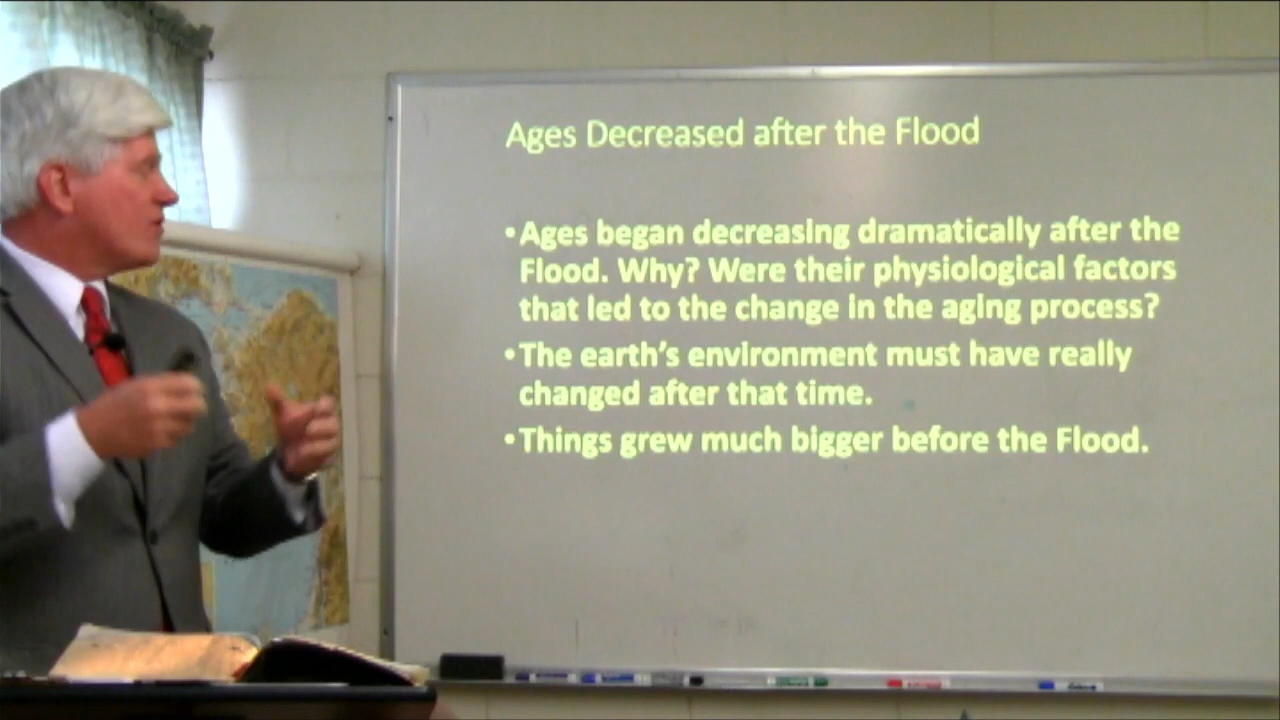 Ages Decreased after the Flood
•Ages began decreasing dramatically after the
Flood. Why? Were their physiological factors
that led to the change in the aging process?
•The earth's environment must have really
changed after that time.
•Things grew much bigger before the Flood.